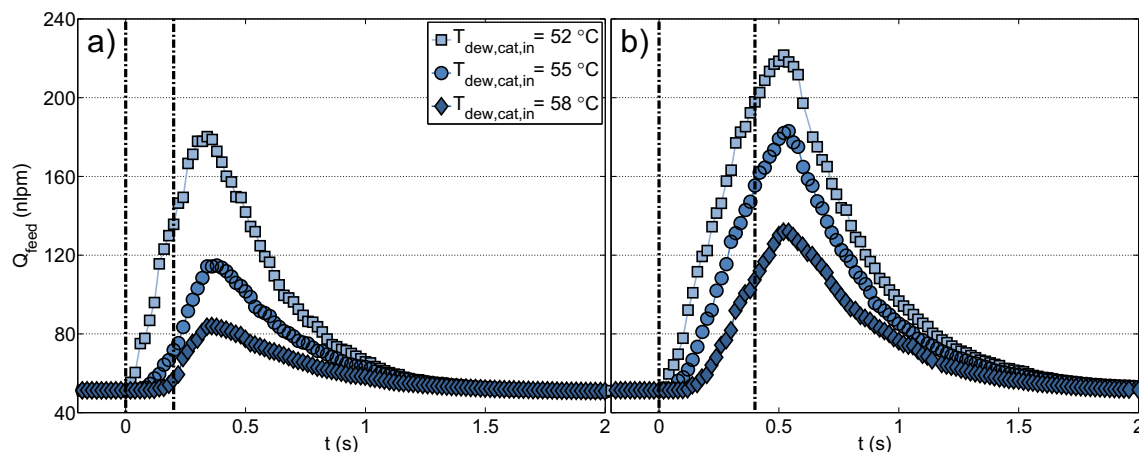 a)
b)
T_dew,cat,in = 52 °C
T_dew,cat,in = 55 °C
T_dew,cat,in = 58 °C
Q_feed (nlpm)
240
200
160
120
80
40
0
0.5
1
1.5
2
0
0.5
1
1.5
2
t (s)
t (s)